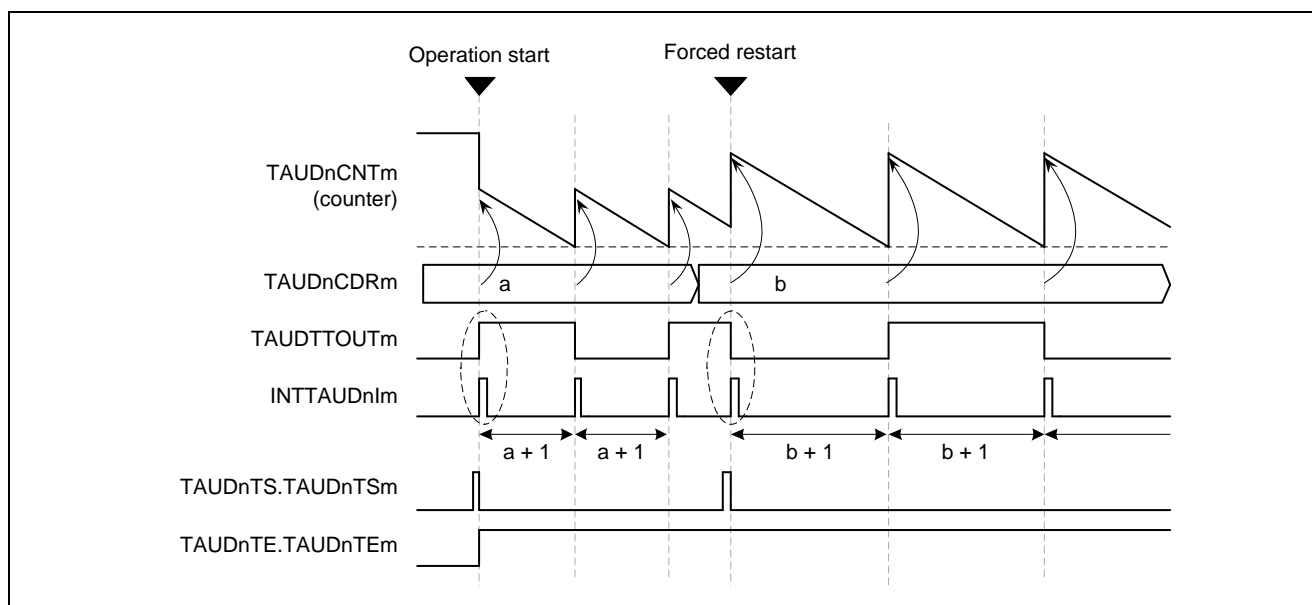 Operation start
Forced restart
TAUDnCNTm
(counter)
TAUDnCDRm
a
b
TAUDTTOUTm
INTTAUDnIm
a + 1
a + 1
b + 1
b + 1
TAUDnTS.TAUDnTSm
TAUDnTE.TAUDnTEm